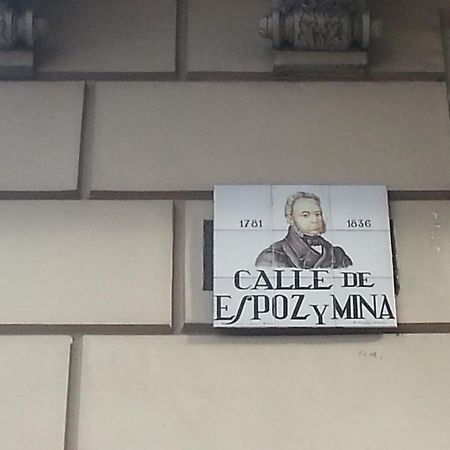 1781 1836
CALLE DE
ESPOZ Y MINA